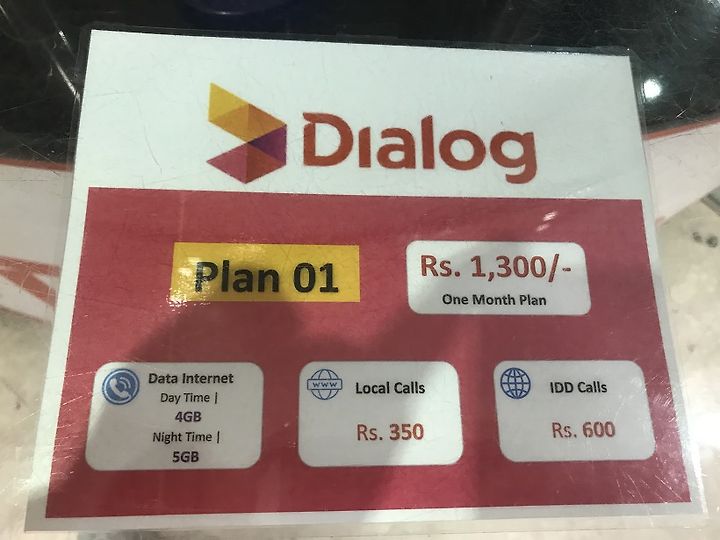 Dialog
Plan 01
Rs. 1,300/-
One Month Plan
Data Internet
Day Time |
4GB
Night Time |
5GB
www
Local Calls
Rs. 350
IDD Calls
Rs. 600